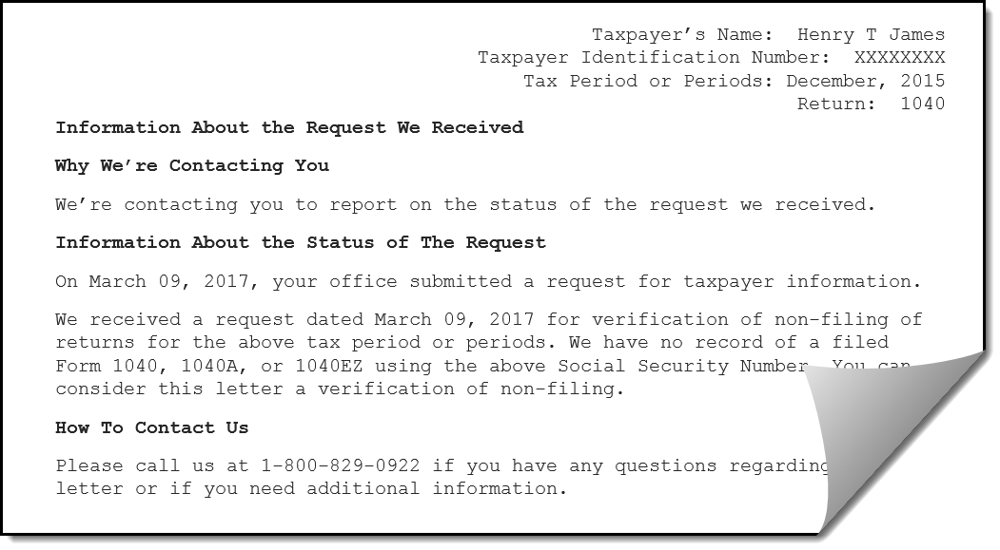 Taxpayer’s Name: Henry T James
Taxpayer Identification Number: XXXXXXXX
Tax Period or Periods: December, 2015
Return: 1040
Information About the Request We Received
Why We’re Contacting You
We’re contacting you to report on the status of the request we received.
Information About the Status of The Request
On March 09, 2017, your office submitted a request for taxpayer information.
We received a request dated March 09, 2017 for verification of non-filing of
returns for the above tax period or periods. We have no record of a filed
Form 1040, 1040A, or 1040EZ using the above Social Security Number. You can
consider this letter a verification of non-filing.
How To Contact Us
Please call us at 1-800-829-0922 if you have any questions regarding
letter or if you need additional information.